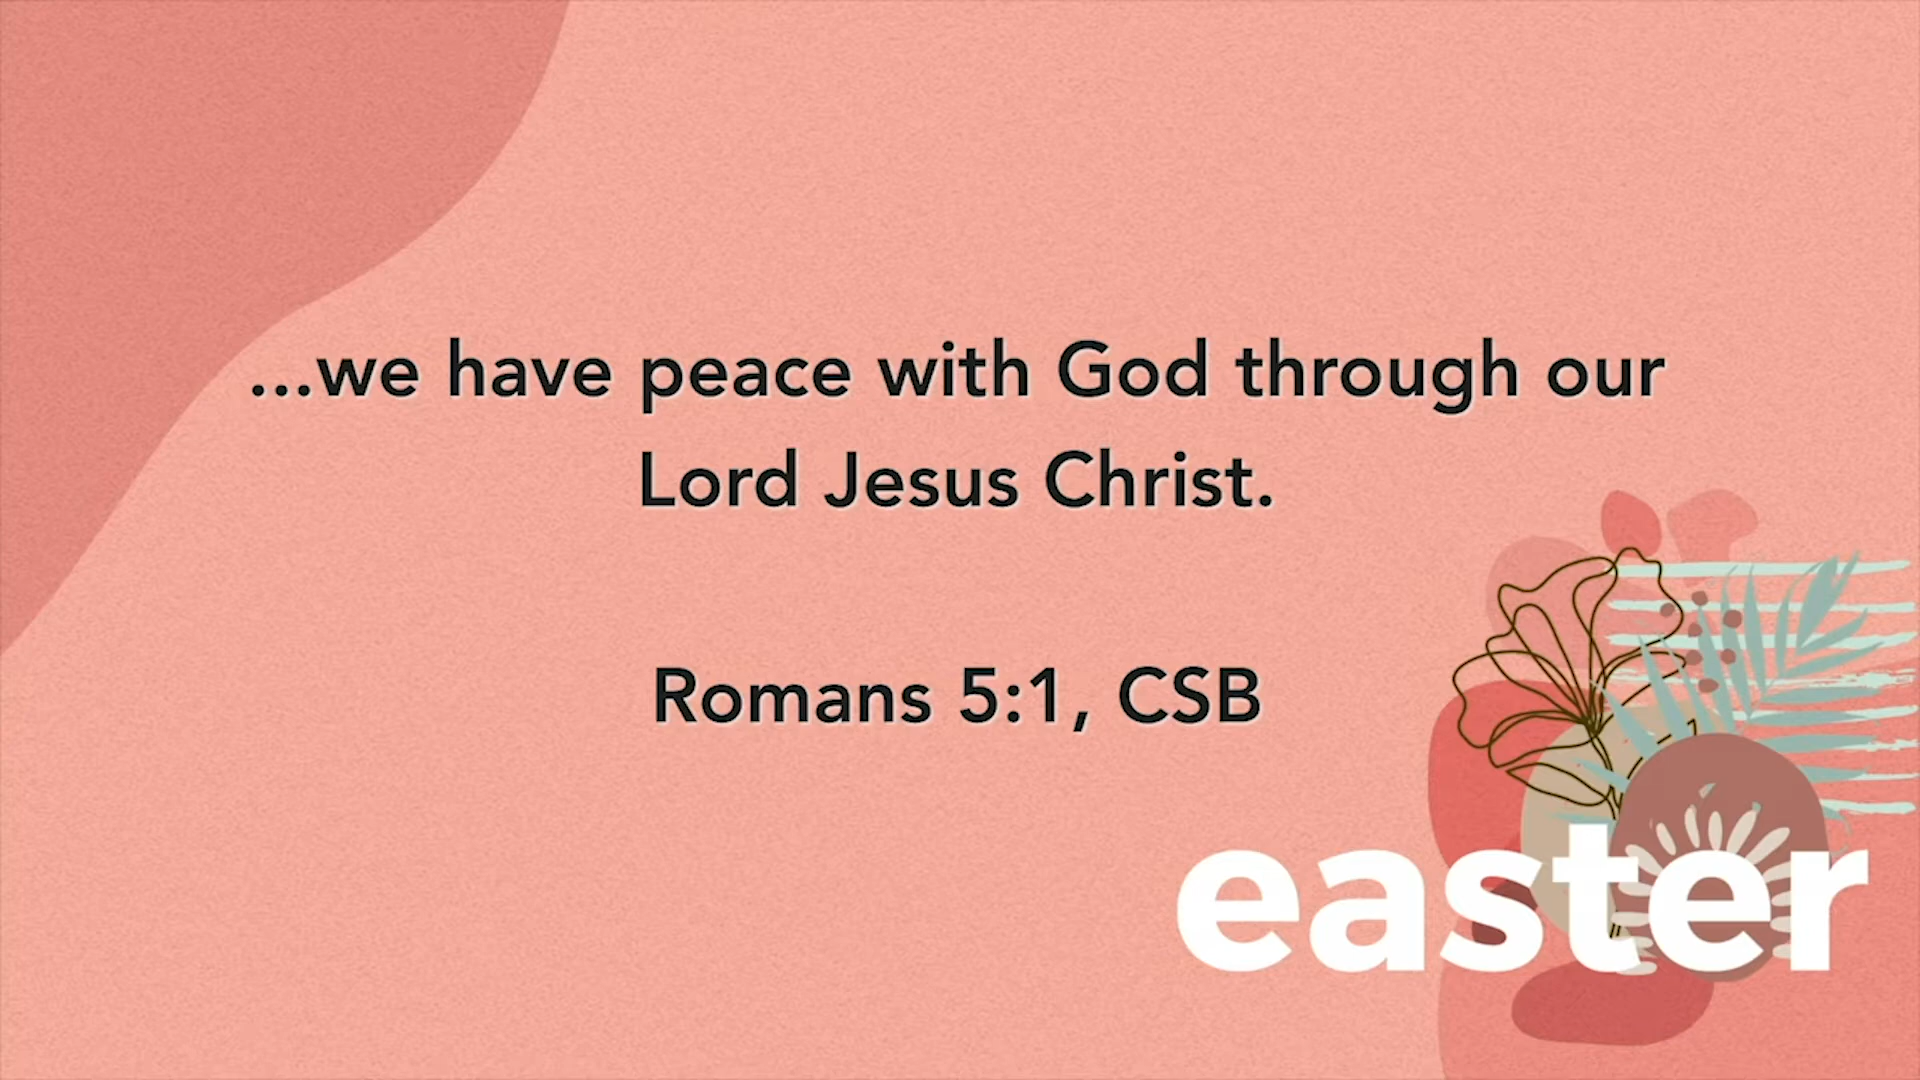 ...we have peace with God through our
Lord Jesus Christ.
Romans 5:1, CSB
easter